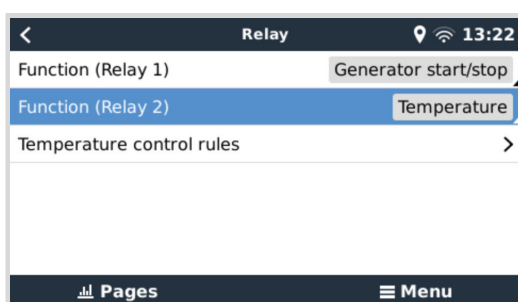 Relay 13:22
Function (Relay 1) Generator start/stop
Function (Relay 2) Temperature
Temperature control rules
Pages Menu